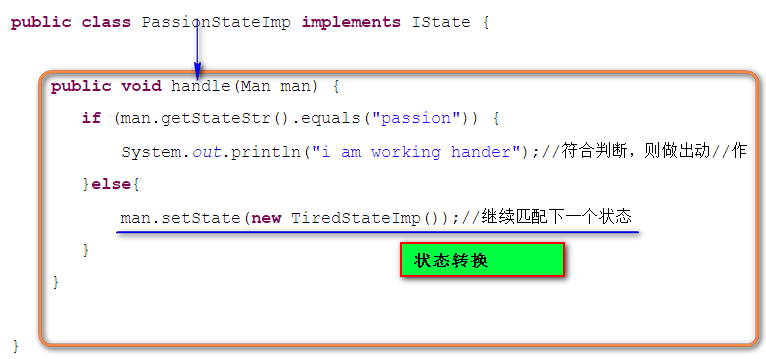 public class PassionStateImp implements IState {
public void handle(Man man) {
if (man.getStateStr().equals("passion")) {
System.out.println("i am working hander");//符合判断，则做出动//作
}else{
man.setState(new TiredStateImp());//继续匹配下一个状态
}
状态转换
}
}